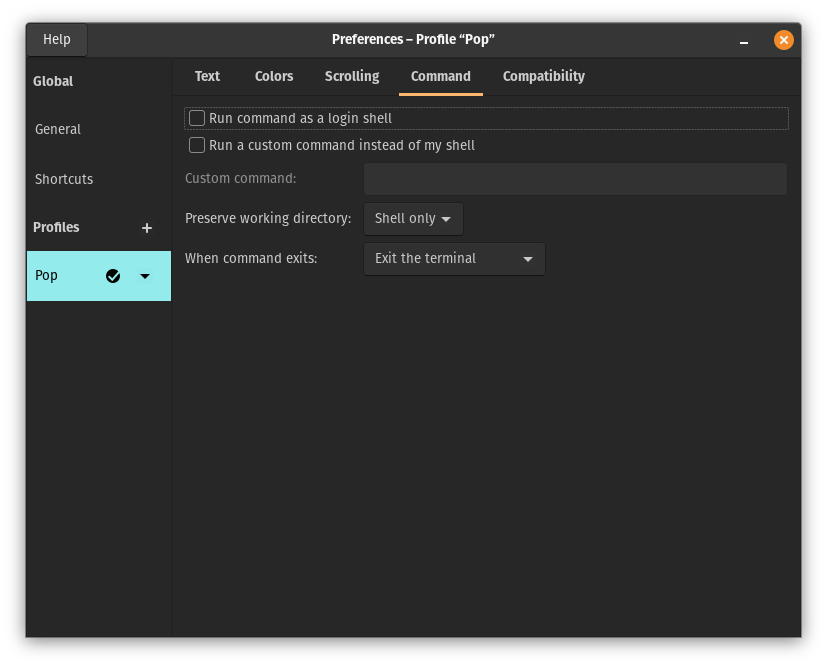 Help
Preferences – Profile “Pop”
Global
General
Shortcuts
Profiles
Pop
Text Colors Scrolling Command Compatibility
Run command as a login shell
Run a custom command instead of my shell
Custom command:
Preserve working directory: Shell only
When command exits: Exit the terminal